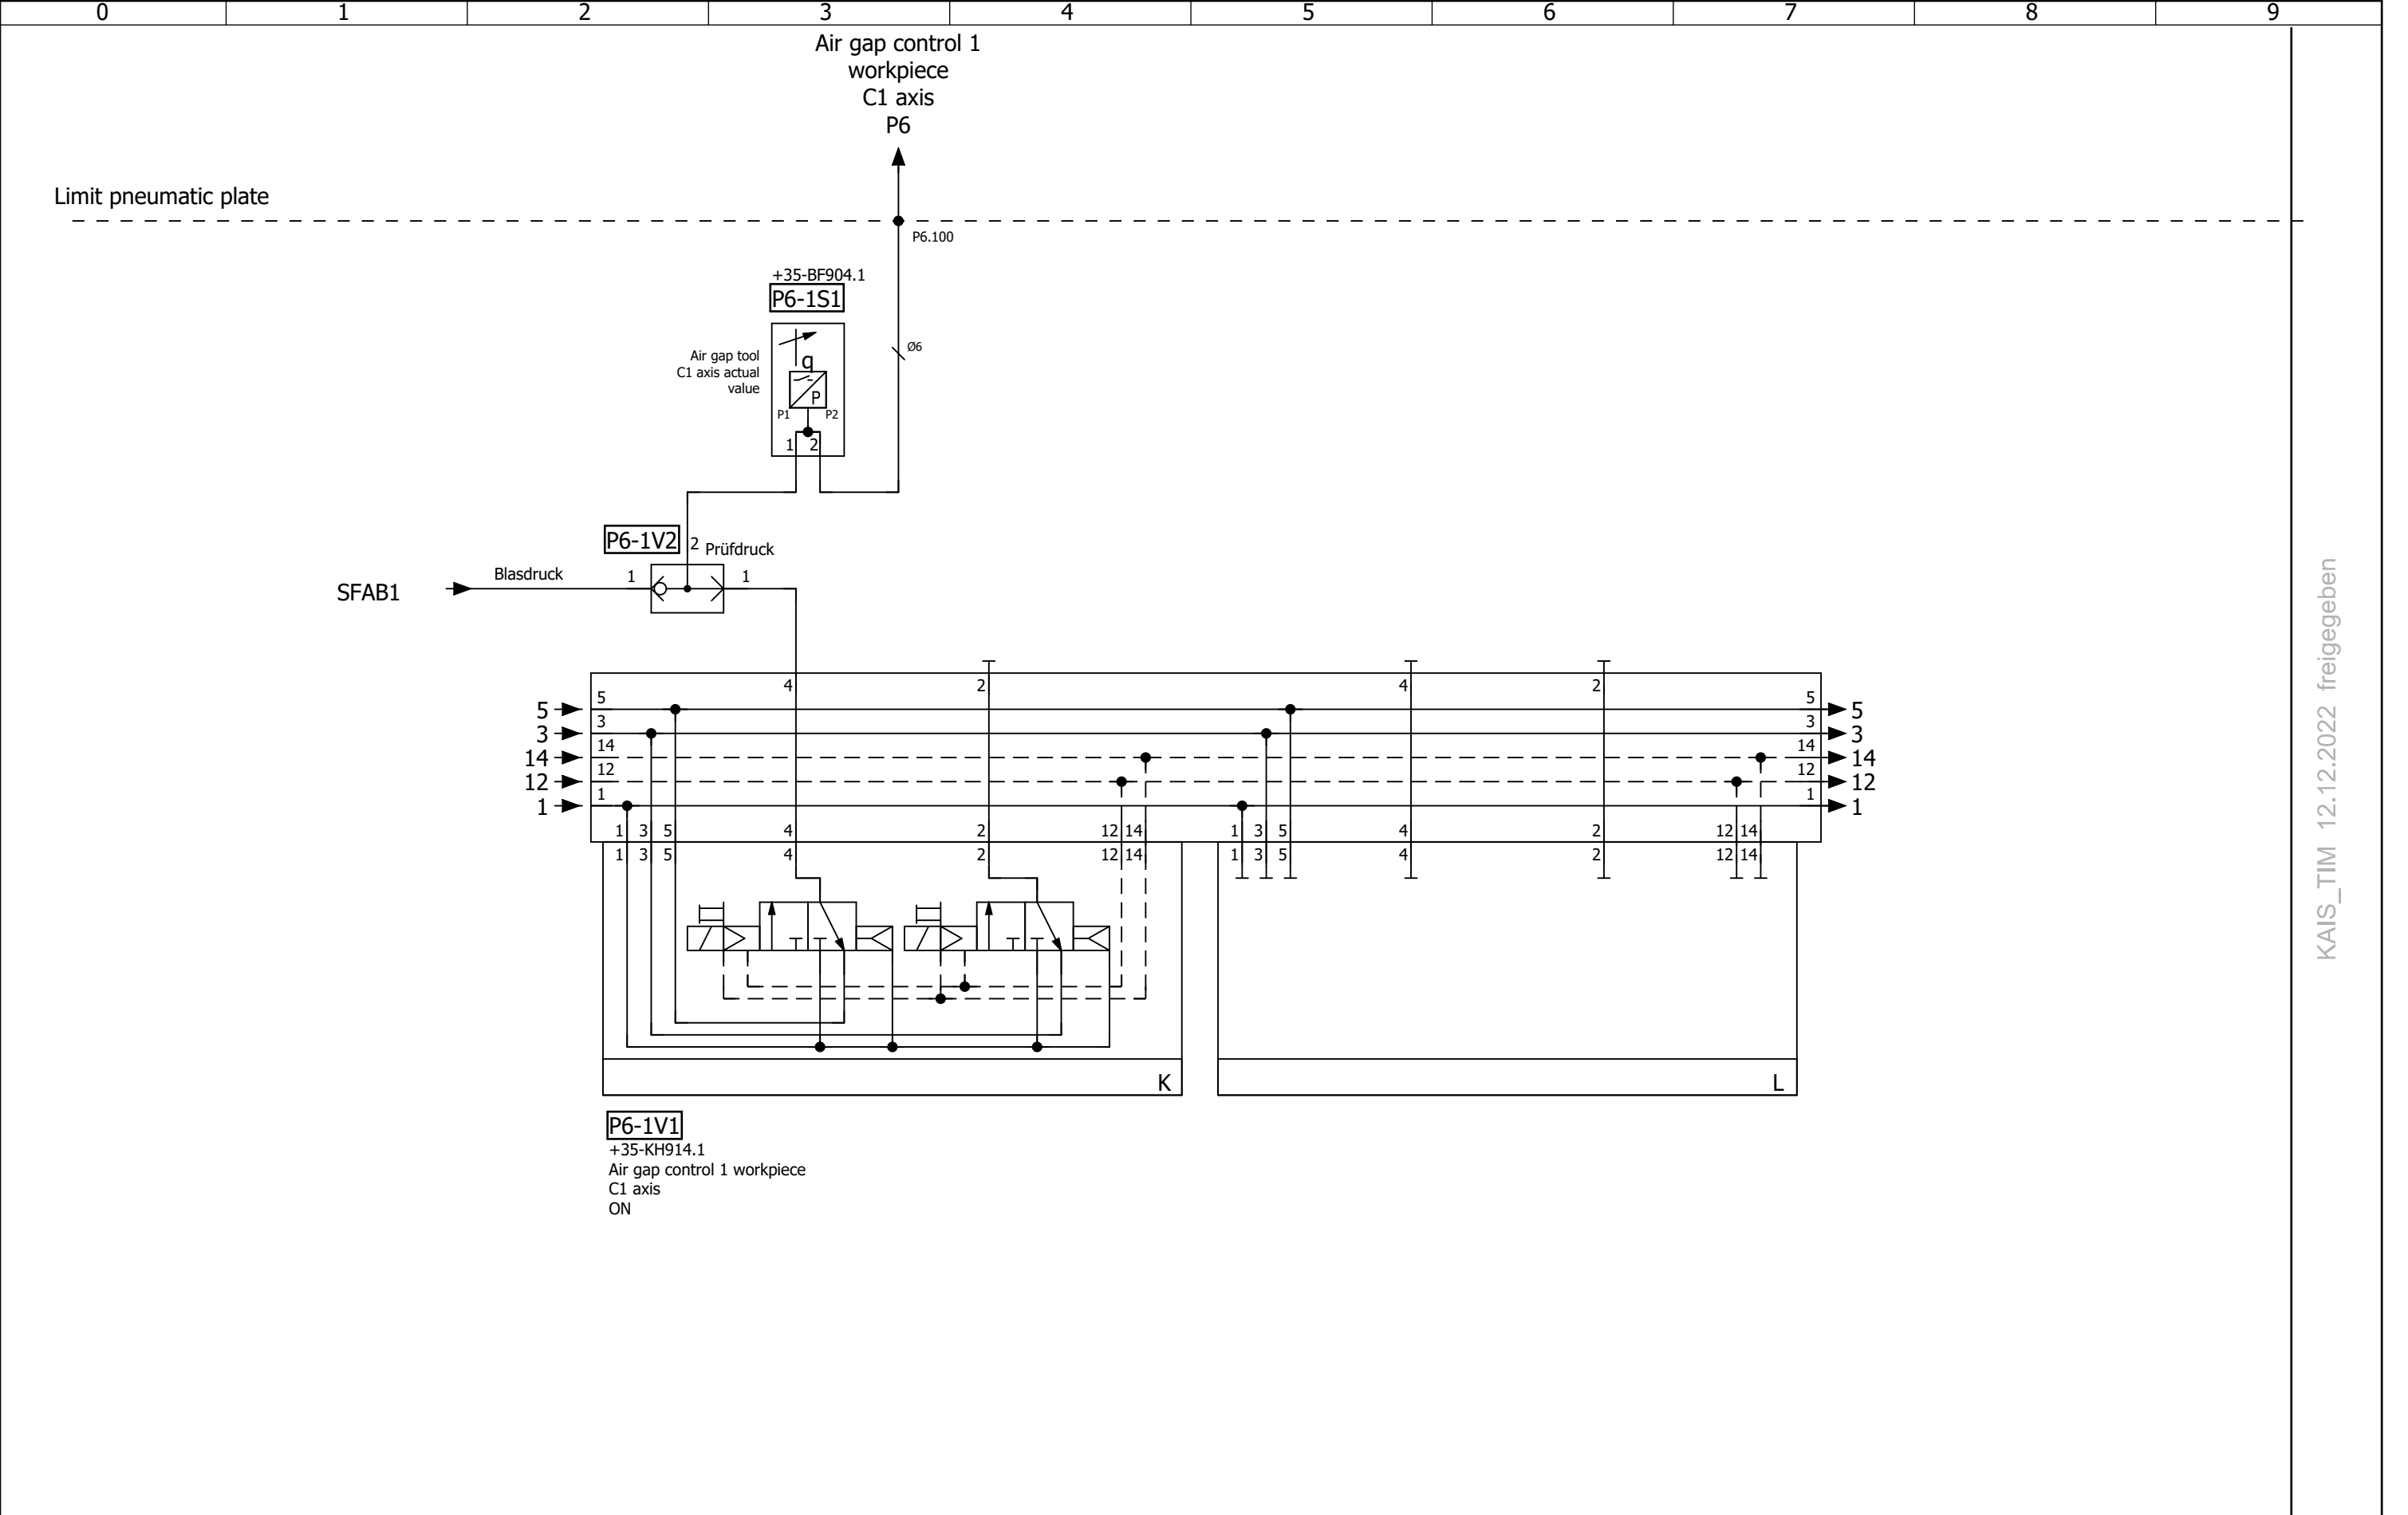 0 1 2 3 4 5 6 7 8 9
Air gap control 1
workpiece
C1 axis
P6
Limit pneumatic plate
P6.100
+35-BF904.1
P6-1S1
Ø6
Air gap tool
C1 axis actual
value
q
P
P1 P2
1 2
P6-1V2
2 Prüfdruck
Blasdruck
1 1
SFAB1
4 2 4 2
5 5 5 5
3 3 3 3
14 14 14 14
12 12 12 12
1 1 1 1
1 3 5 4 2 12 14 1 3 5 4 2 12 14
1 3 5 4 2 12 14 1 3 5 4 2 12 14
K L
P6-1V1
+35-KH914.1
Air gap control 1 workpiece
C1 axis
ON
KAIS_TIM 12.12.2022 freigegeben